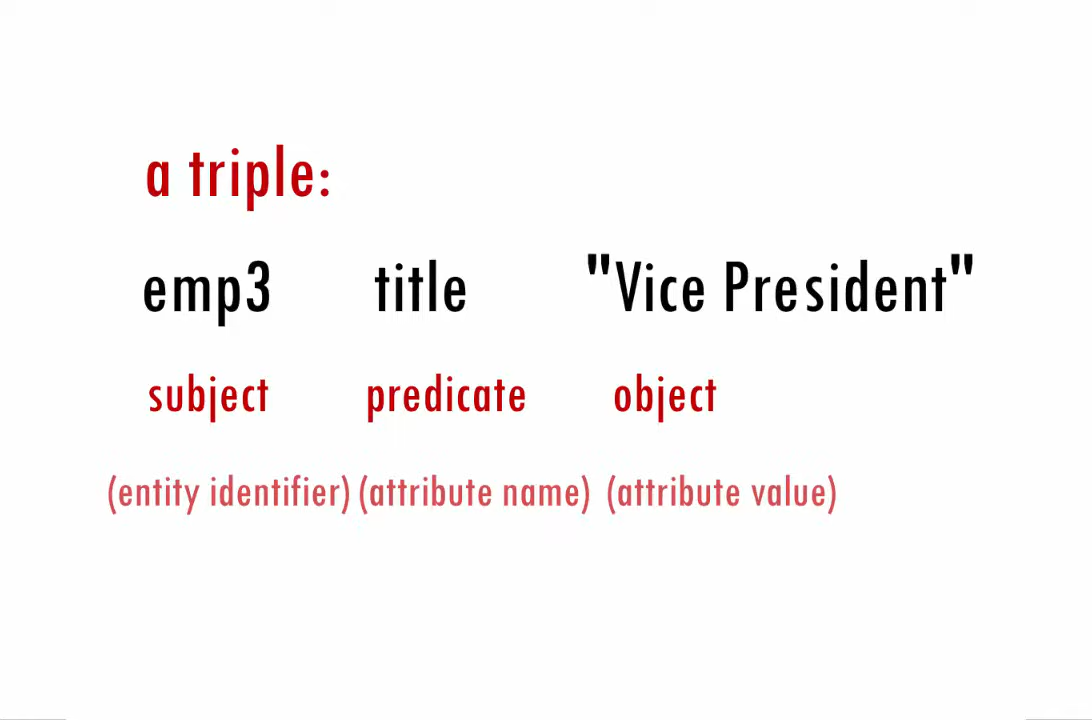 a triple:
emp3 title "Vice President"
subject predicate object
(entity identifier) (attribute name) (attribute value)